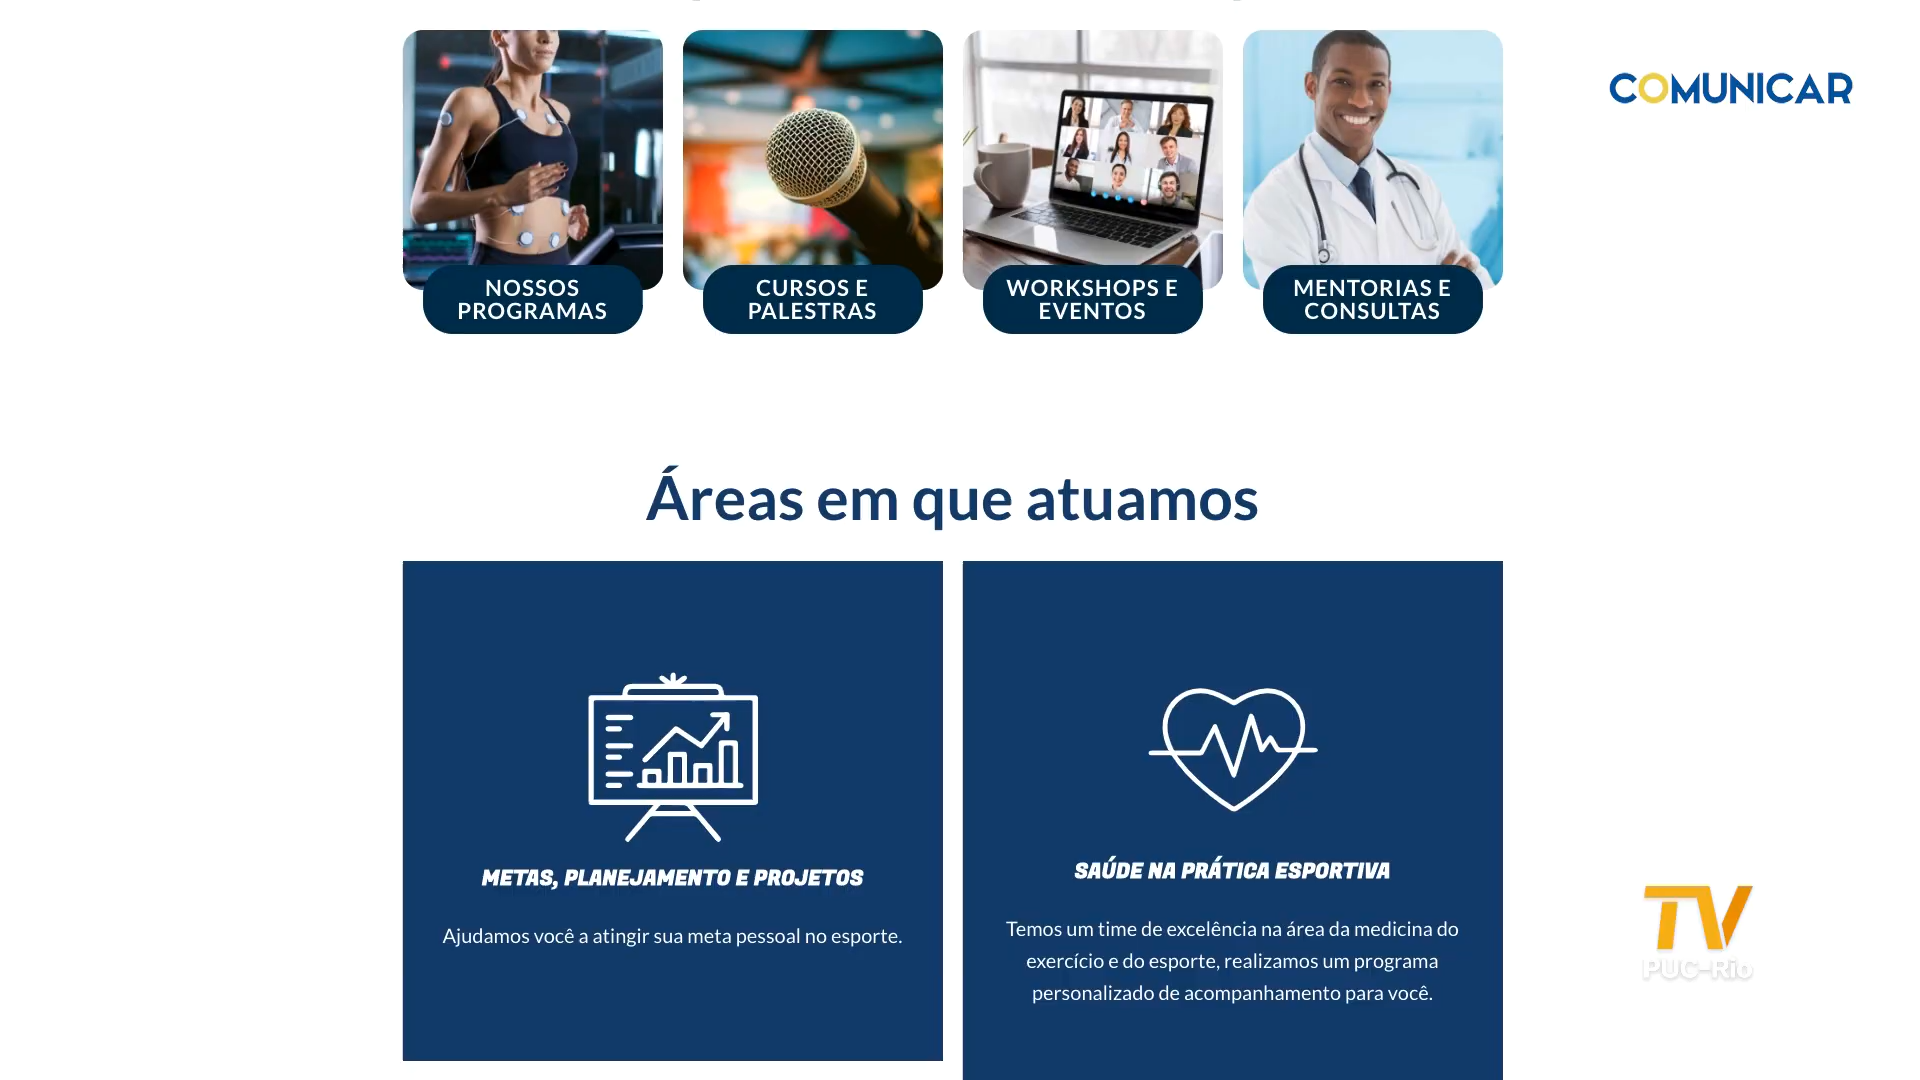 COMUNICAR
NOSSOS
PROGRAMAS
CURSOS E
PALESTRAS
WORKSHOPS E
EVENTOS
MENTORIAS E
CONSULTAS
Áreas em que atuamos
METAS, PLANEJAMENTO E PROJETOS
Ajudamos você a atingir sua meta pessoal no esporte.
SAÚDE NA PRÁTICA ESPORTIVA
Temos um time de excelência na área da medicina do
exercício e do esporte, realizamos um programa
personalizado de acompanhamento para você.
TV
PUC-Rio